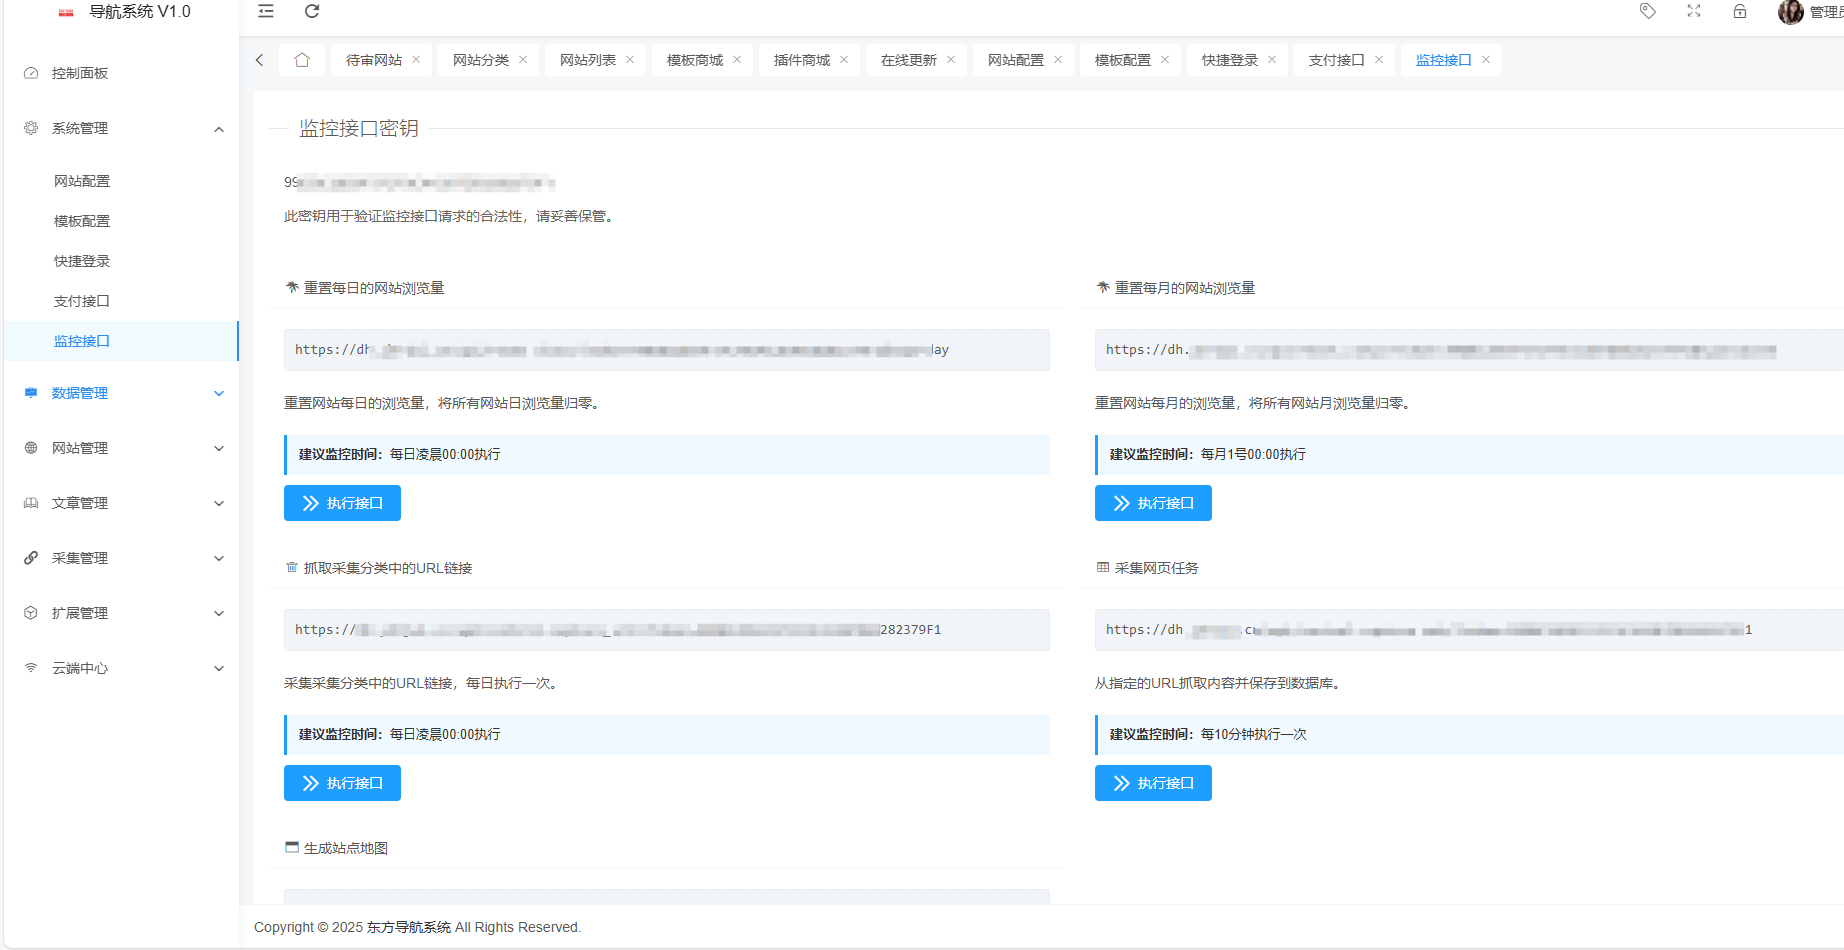 导航系统 V1.0
管理员
待审网站
网站分类
网站列表
模板商城
插件商城
在线更新
网站配置
模板配置
快捷登录
支付接口
监控接口
控制面板
系统管理
网站配置
模板配置
快捷登录
支付接口
监控接口
数据管理
网站管理
文章管理
采集管理
扩展管理
云端中心
监控接口密钥
99
此密钥用于验证监控接口请求的合法性，请妥善保管。
重置每日的网站浏览量
https://dh day
重置网站每日的浏览量，将所有网站日浏览量归零。
建议监控时间：每日凌晨00:00执行
执行接口
重置每月的网站浏览量
https://dh.
重置网站每月的浏览量，将所有网站月浏览量归零。
建议监控时间：每月1号00:00执行
执行接口
抓取采集分类中的URL链接
https:// 282379F1
采集采集分类中的URL链接，每日执行一次。
建议监控时间：每日凌晨00:00执行
执行接口
采集网页任务
https://dh .cu 1
从指定的URL抓取内容并保存到数据库。
建议监控时间：每10分钟执行一次
执行接口
生成站点地图
Copyright © 2025 东方导航系统 All Rights Reserved.